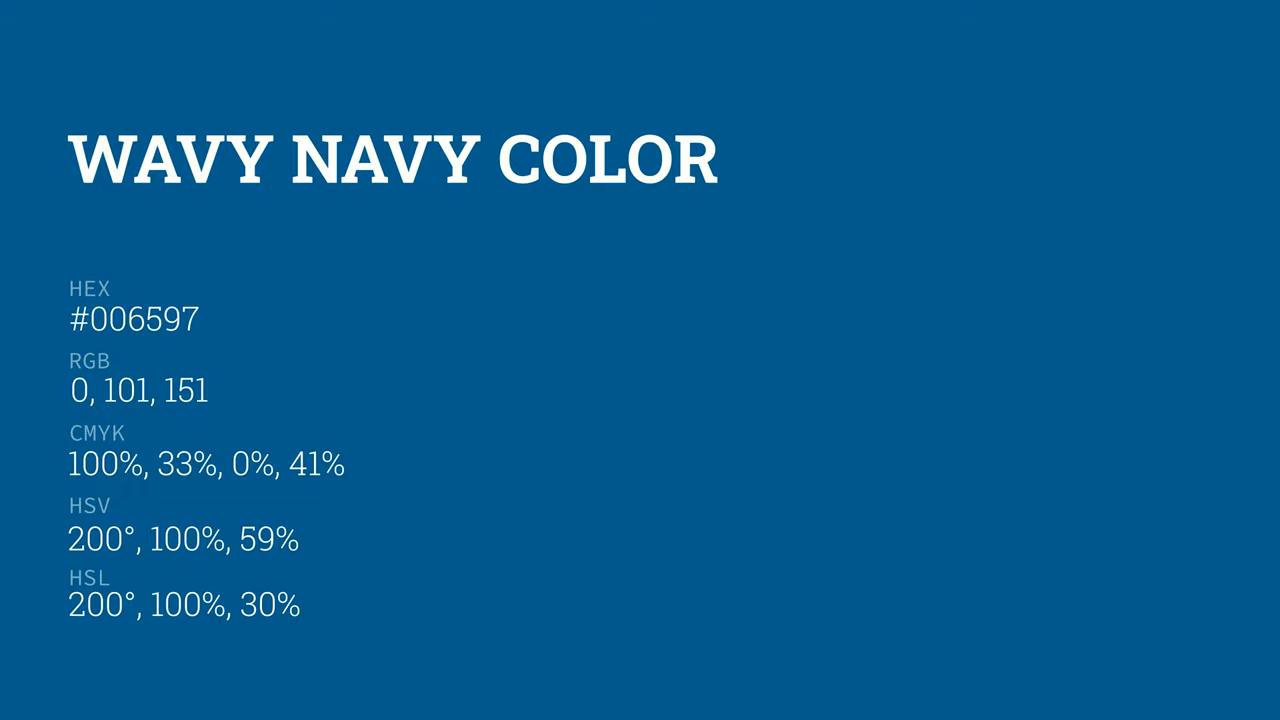 WAVY NAVY COLOR
HEX
#006597
RGB
0, 101, 151
CMYK
100%, 33%, 0%, 41%
HSV
200°, 100%, 59%
HSL
200°, 100%, 30%